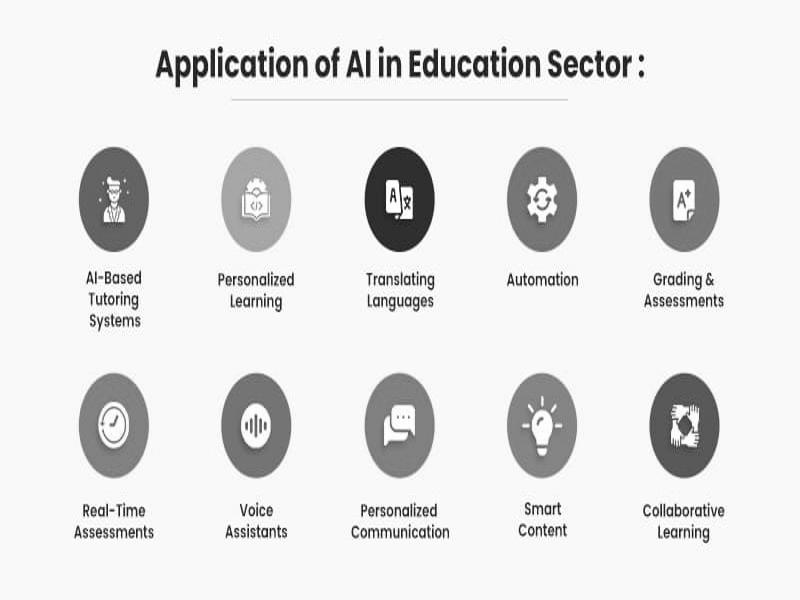 Application of AI in Education Sector :
AI-Based
Tutoring
Systems
Personalized
Learning
A
文
Translating
Languages
Automation
A+
Grading &
Assessments
Real-Time
Assessments
Voice
Assistants
Personalized
Communication
Smart
Content
Collaborative
Learning